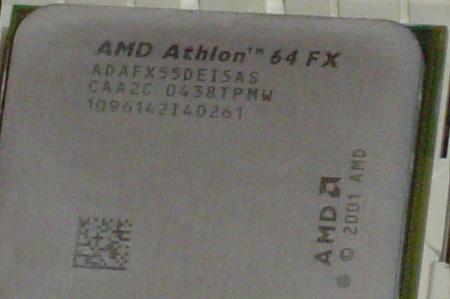 AMD Athlon™ 64 FX
ADAFX55DEI5AS
CAA2C 0438TPMW
1096142I40261
AMD
© 2001 AMD